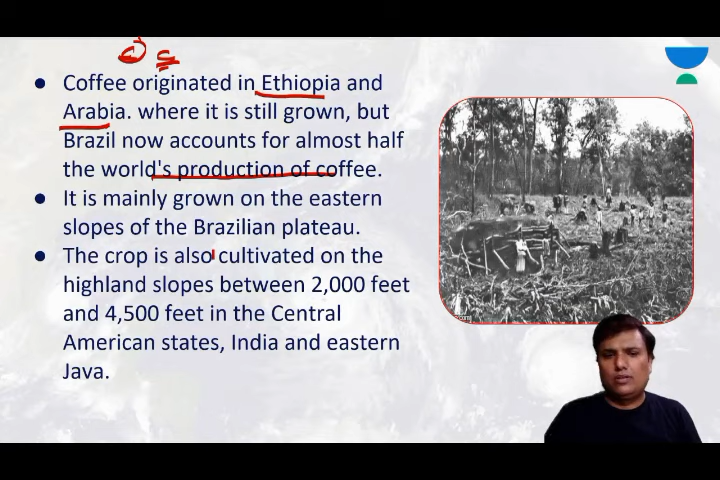 ● Coffee originated in Ethiopia and
Arabia. where it is still grown, but
Brazil now accounts for almost half
the world's production of coffee.
● It is mainly grown on the eastern
slopes of the Brazilian plateau.
● The crop is also cultivated on the
highland slopes between 2,000 feet
and 4,500 feet in the Central
American states, India and eastern
Java.